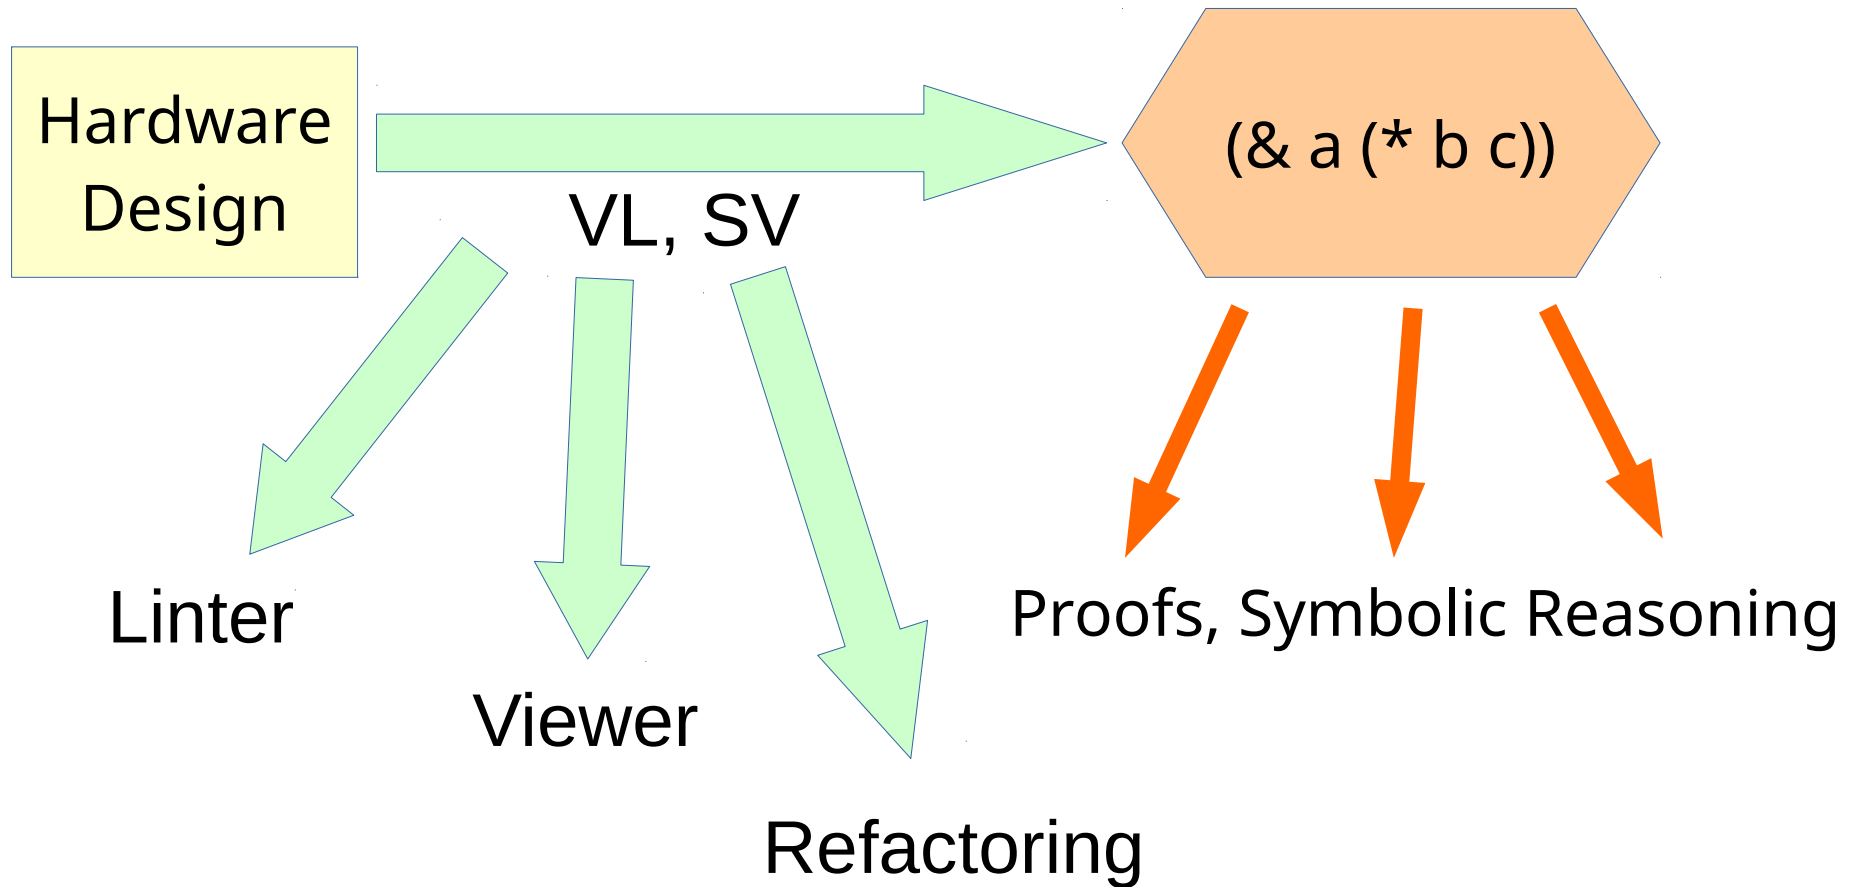 Hardware
Design
VL, SV
(& a (* b c))
Linter
Viewer
Refactoring
Proofs, Symbolic Reasoning